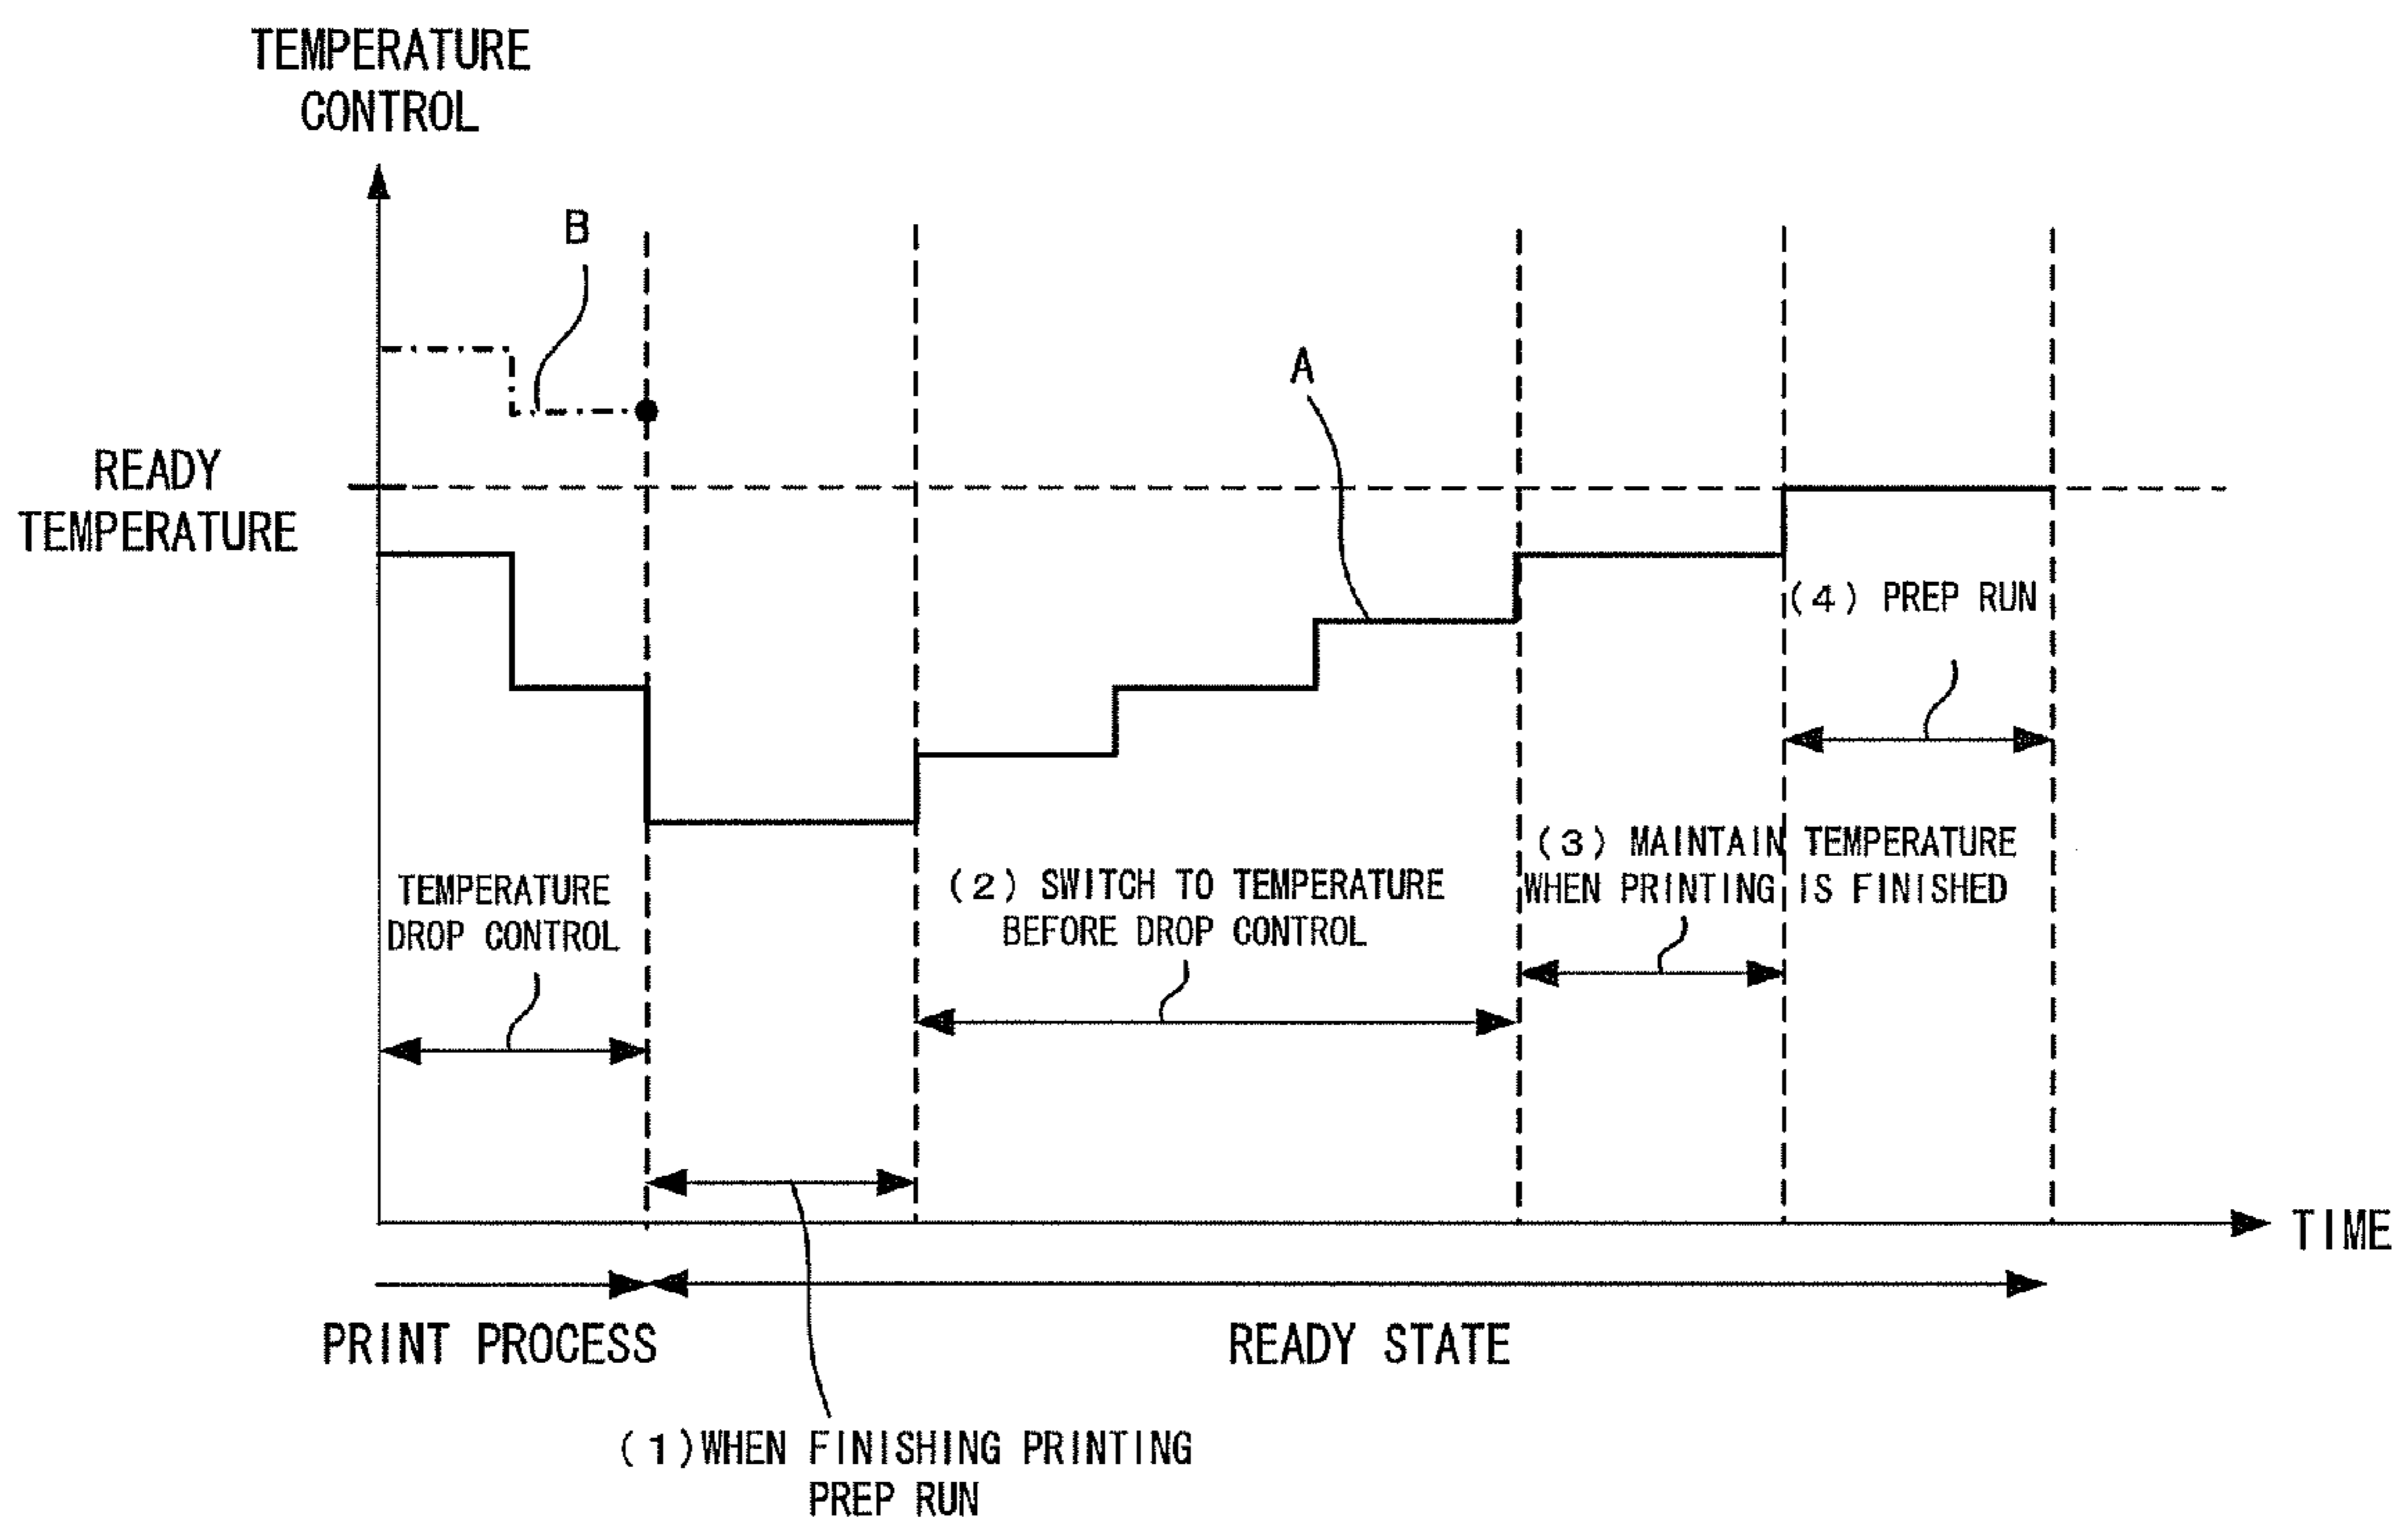 TEMPERATURE
CONTROL
B
A
READY
TEMPERATURE
(4) PREP RUN
(3) MAINTAIN TEMPERATURE
WHEN PRINTING IS FINISHED
(2) SWITCH TO TEMPERATURE
BEFORE DROP CONTROL
TEMPERATURE
DROP CONTROL
TIME
PRINT PROCESS
READY STATE
(1)WHEN FINISHING PRINTING
PREP RUN